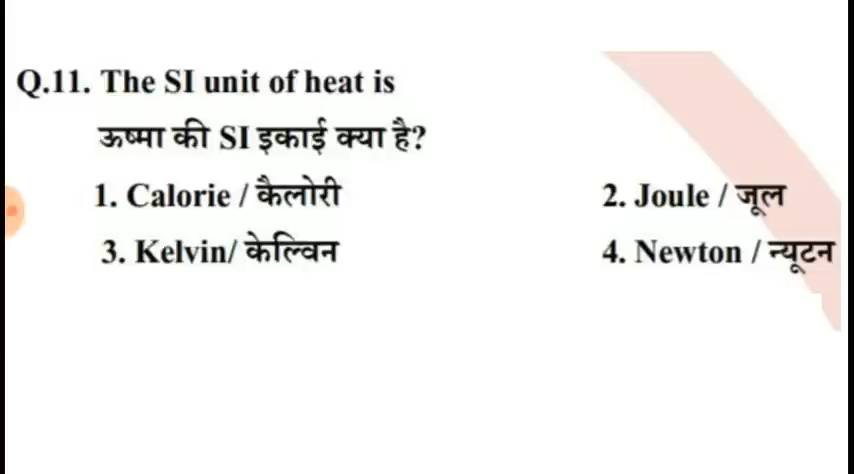 Q.11. The SI unit of heat is
ऊष्मा की SI इकाई क्या है?
1. Calorie / कैलोरी 2. Joule / जूल
3. Kelvin/ केल्विन 4. Newton / न्यूटन